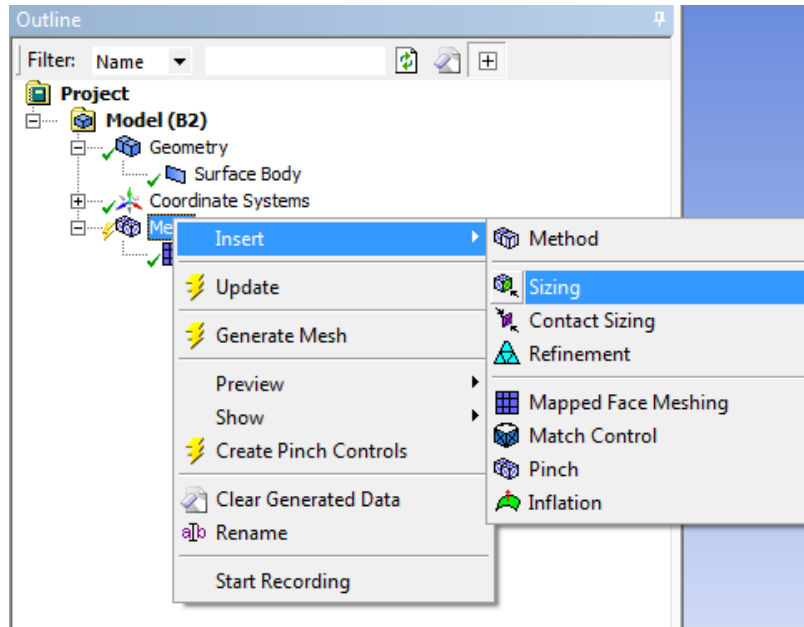 Outline
Filter: Name
Project
Model (B2)
Geometry
Surface Body
Coordinate Systems
Insert
Update
Generate Mesh
Preview
Show
Create Pinch Controls
Clear Generated Data
Rename
Start Recording
Method
Sizing
Contact Sizing
Refinement
Mapped Face Meshing
Match Control
Pinch
Inflation